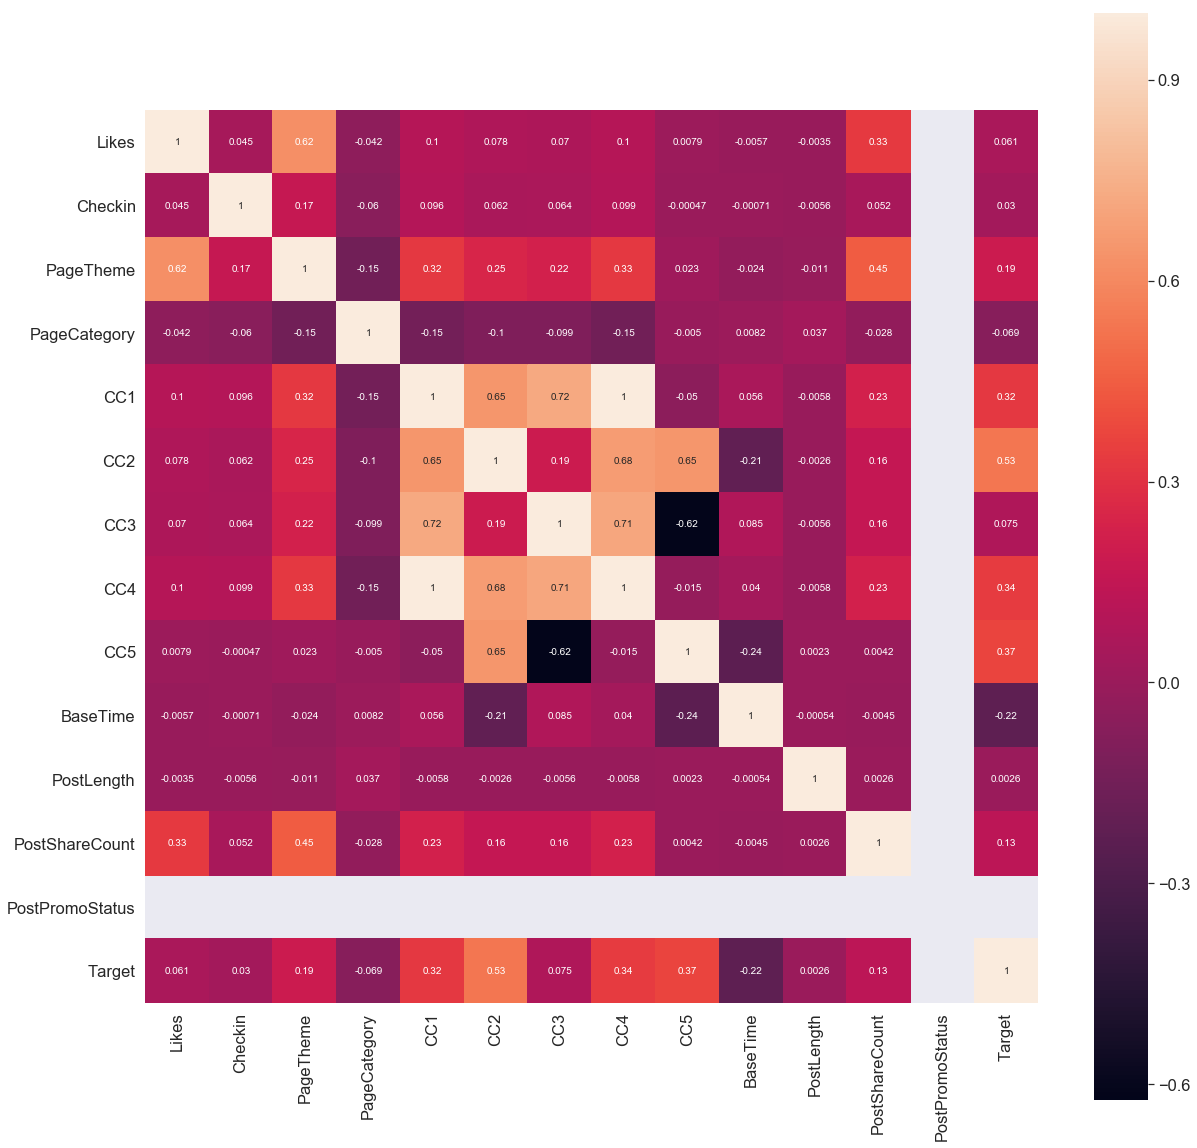 Likes 1 0.045 0.62 -0.042 0.1 0.078 0.07 0.1 0.0079 -0.0057 -0.0035 0.33 0.061
Checkin 0.045 1 0.17 -0.06 0.096 0.062 0.064 0.099 -0.00047 -0.00071 -0.0056 0.052 0.03
PageTheme 0.62 0.17 1 -0.15 0.32 0.25 0.22 0.33 0.023 -0.024 -0.011 0.45 0.19
PageCategory -0.042 -0.06 -0.15 1 -0.15 -0.1 -0.099 -0.15 -0.005 0.0082 0.037 -0.028 -0.069
CC1 0.1 0.096 0.32 -0.15 1 0.65 0.72 1 -0.05 0.056 -0.0058 0.23 0.32
CC2 0.078 0.062 0.25 -0.1 0.65 1 0.19 0.68 0.65 -0.21 -0.0026 0.16 0.53
CC3 0.07 0.064 0.22 -0.099 0.72 0.19 1 0.71 -0.62 0.085 -0.0056 0.16 0.075
CC4 0.1 0.099 0.33 -0.15 1 0.68 0.71 1 -0.015 0.04 -0.0058 0.23 0.34
CC5 0.0079 -0.00047 0.023 -0.005 -0.05 0.65 -0.62 -0.015 1 -0.24 0.0023 0.0042 0.37
BaseTime -0.0057 -0.00071 -0.024 0.0082 0.056 -0.21 0.085 0.04 -0.24 1 -0.00054 -0.0045 -0.22
PostLength -0.0035 -0.0056 -0.011 0.037 -0.0058 -0.0026 -0.0056 -0.0058 0.0023 -0.00054 1 0.0026 0.0026
PostShareCount 0.33 0.052 0.45 -0.028 0.23 0.16 0.16 0.23 0.0042 -0.0045 0.0026 1 0.13
PostPromoStatus
Target 0.061 0.03 0.19 -0.069 0.32 0.53 0.075 0.34 0.37 -0.22 0.0026 0.13 1
Likes
Checkin
PageTheme
PageCategory
CC1
CC2
CC3
CC4
CC5
BaseTime
PostLength
PostShareCount
PostPromoStatus
Target
0.9
0.6
0.3
0.0
−0.3
−0.6